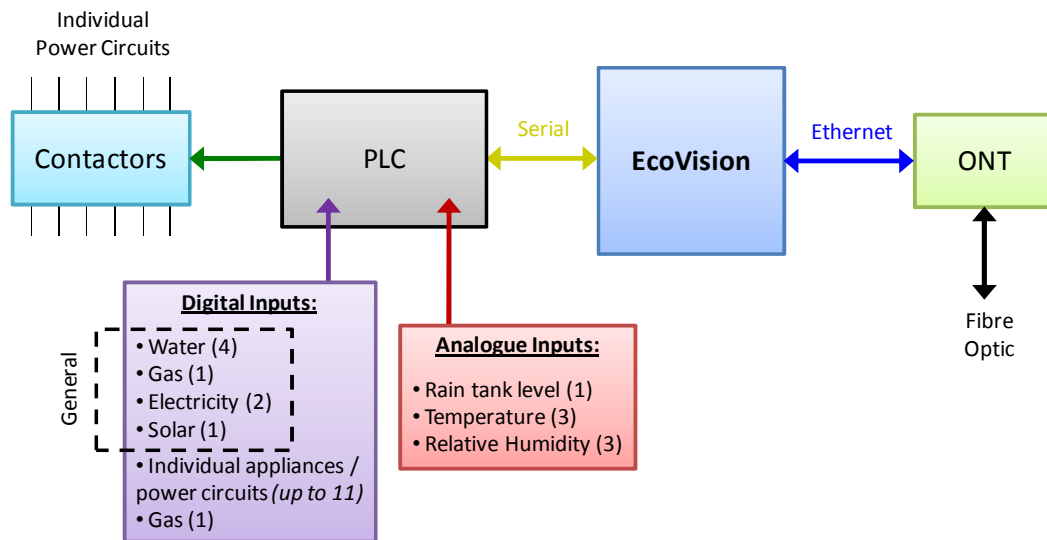 Individual
Power Circuits
Contactors
PLC
Serial
EcoVision
Ethernet
ONT
Fibre
Optic
Digital Inputs:
General
• Water (4)
• Gas (1)
• Electricity (2)
• Solar (1)
• Individual appliances /
power circuits (up to 11)
• Gas (1)
Analogue Inputs:
• Rain tank level (1)
• Temperature (3)
• Relative Humidity (3)